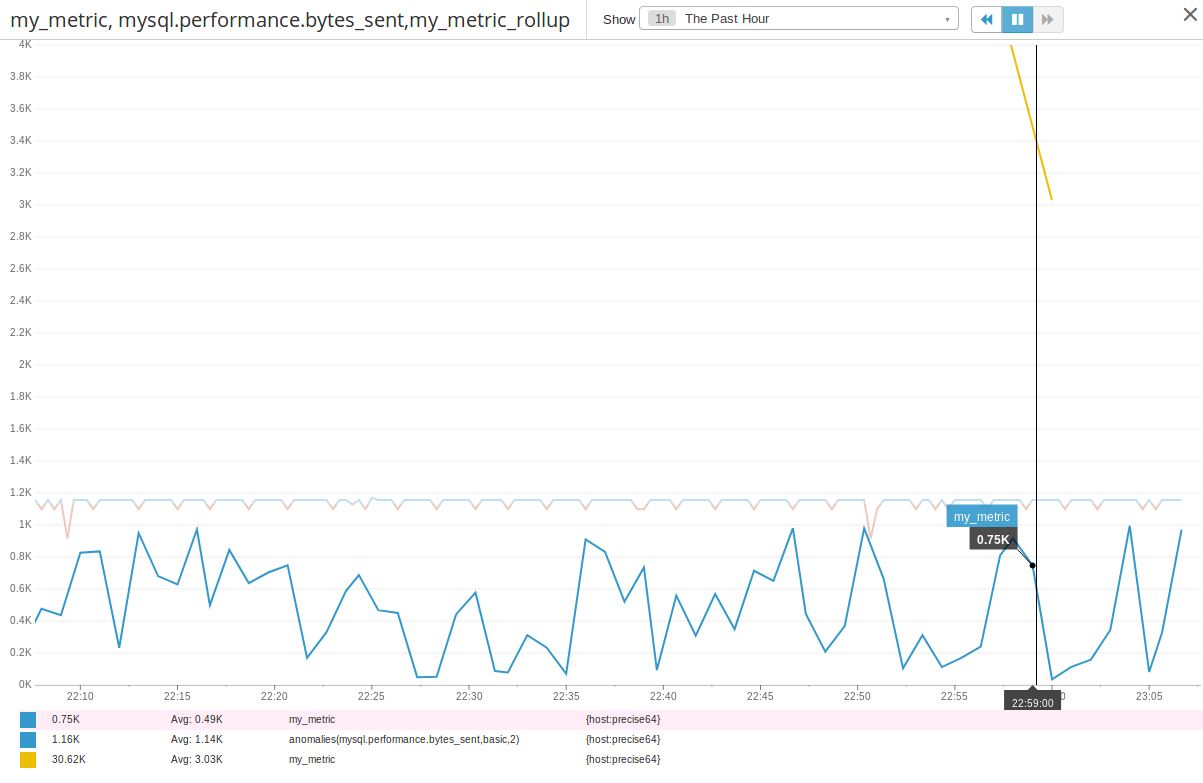 my_metric, mysql.performance.bytes_sent,my_metric_rollup
Show 1h The Past Hour
4K
3.8K
3.6K
3.4K
3.2K
3K
2.8K
2.6K
2.4K
2.2K
2K
1.8K
1.6K
1.4K
1.2K
1K
0.8K
0.6K
0.4K
0.2K
0K
my_metric
0.75K
22:10 22:15 22:20 22:25 22:30 22:35 22:40 22:45 22:50 22:55 23:05
22:59:00
0.75K Avg: 0.49K my_metric {host:precise64}
1.16K Avg: 1.14K anomalies(mysql.performance.bytes_sent,basic,2) {host:precise64}
30.62K Avg: 3.03K my_metric {host:precise64}